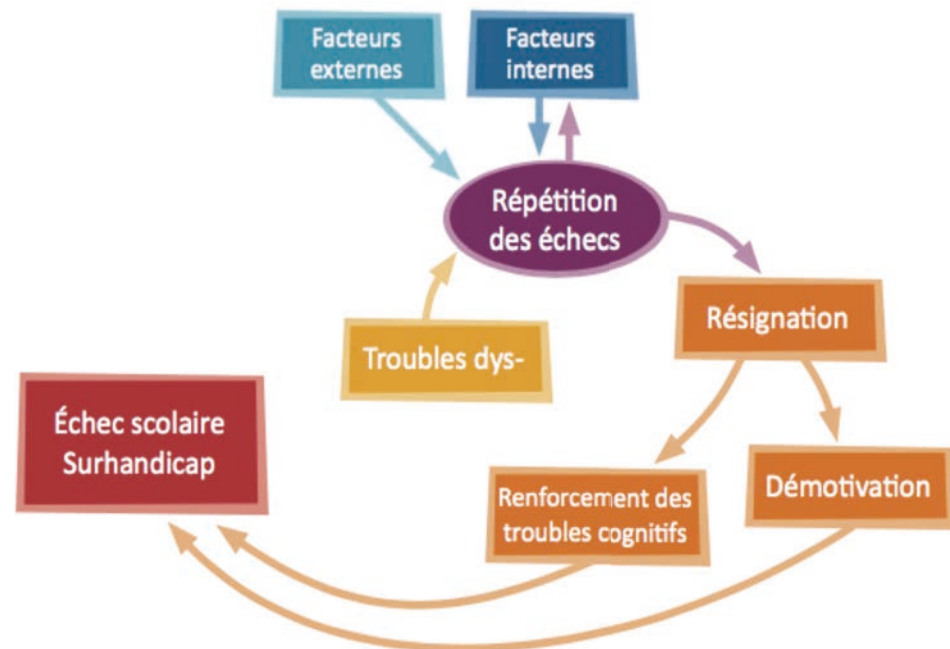 Facteurs
externes
Facteurs
internes
Répétition
des échecs
Résignation
Troubles dys-
Échec scolaire
Surhandicap
Renforcement des
troubles cognitifs
Démotivation